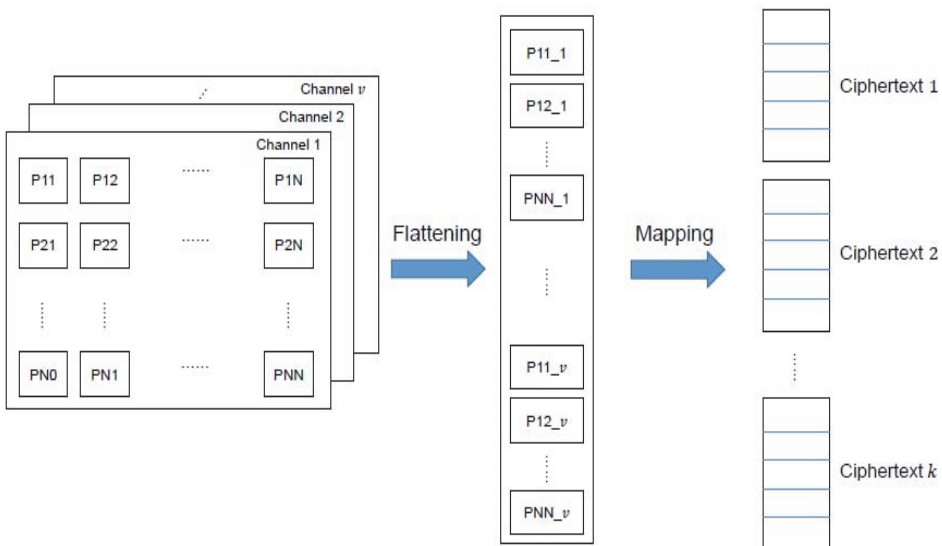 Channel v
Channel 2
Channel 1
P11 P12 ...... P1N
P21 P22 ...... P2N
PN0 PN1 ...... PNN
Flattening
P11_1
P12_1
PNN_1
P11_v
P12_v
PNN_v
Mapping
Ciphertext 1
Ciphertext 2
Ciphertext k